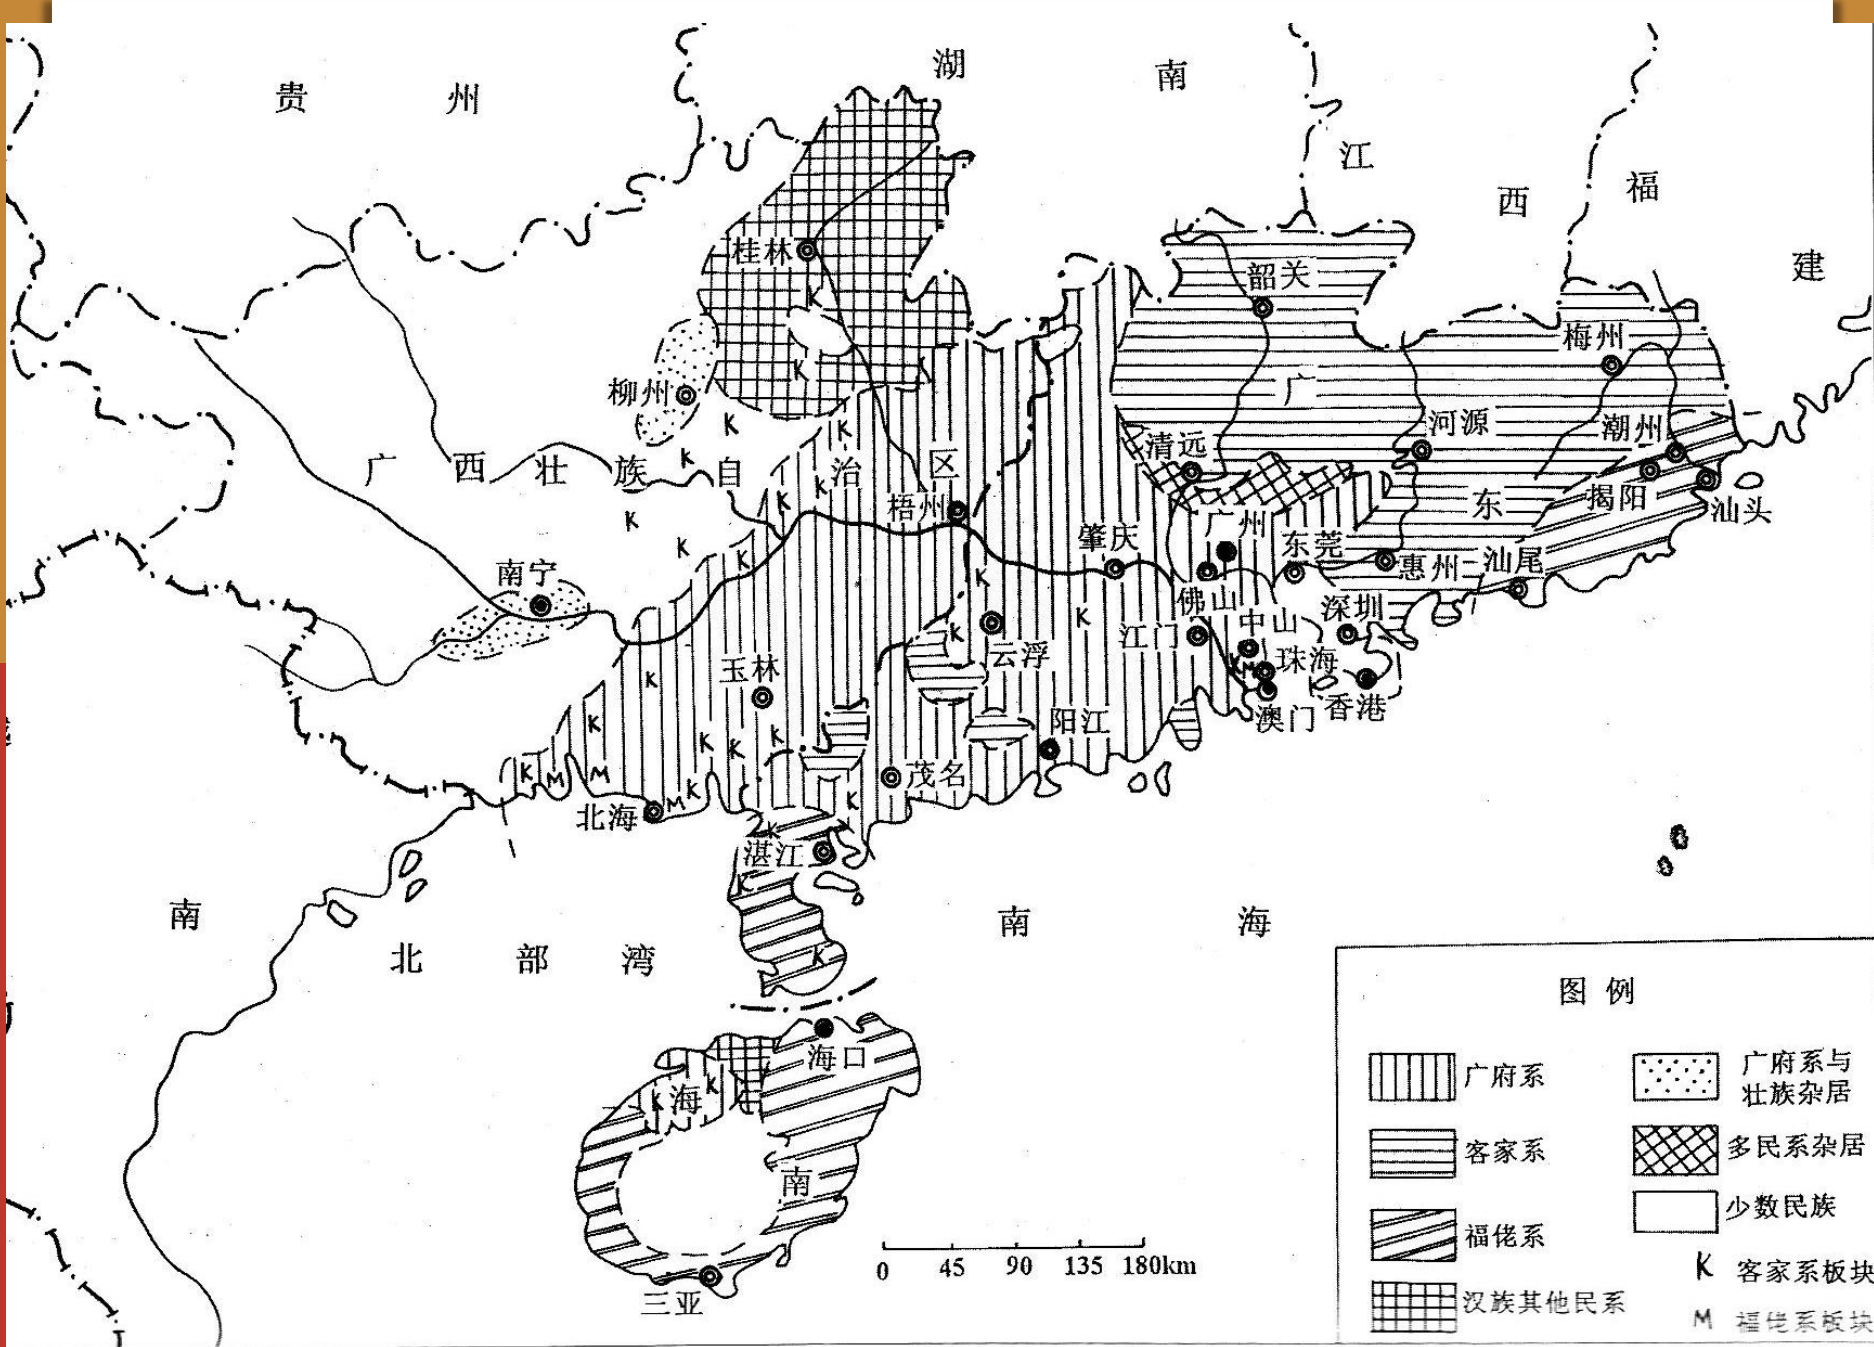 贵 州
湖 南
江 西
福 建
桂林
韶关
梅州
柳州
广 东
河源
潮州
清远
广 西 壮 族 自 治 区
梧州
揭阳
汕头
广州
肇庆
东莞
惠州
汕尾
南宁
佛山
深圳
中山
江门
云浮
珠海
玉林
香港
澳门
阳江
茂名
北海
湛江
南
北 部 湾
南 海
海口
海 南
三亚
K
M
0 45 90 135 180km
图 例
广府系
客家系
福佬系
汉族其他民系
广府系与
壮族杂居
多民系杂居
少数民族
K 客家系板块
M 福佬系板块